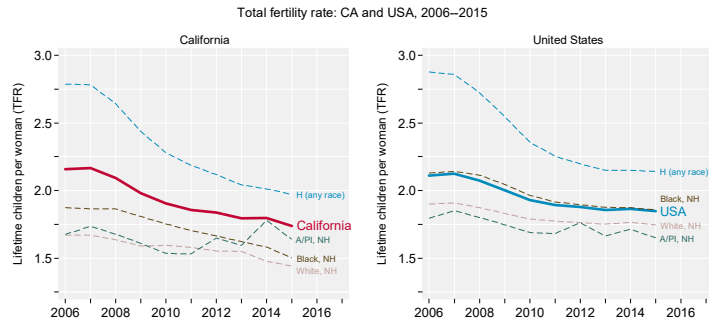 Total fertility rate: CA and USA, 2006--2015
California
Lifetime children per woman (TFR)
3.0
2.5
2.0
1.5
H (any race)
California
A/PI, NH
Black, NH
White, NH
2006 2008 2010 2012 2014 2016
United States
Lifetime children per woman (TFR)
3.0
2.5
2.0
1.5
H (any race)
Black, NH
USA
White, NH
A/PI, NH
2006 2008 2010 2012 2014 2016